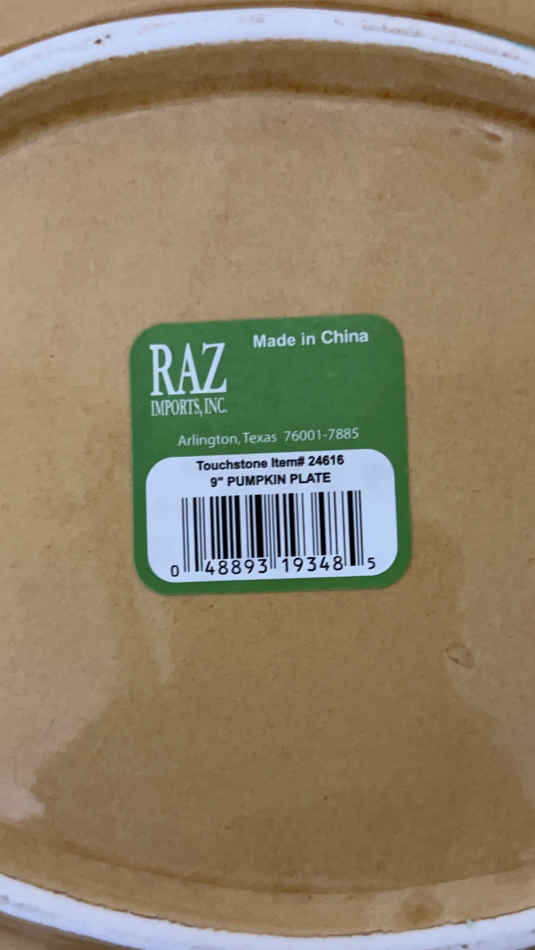 Made in China
RAZ
IMPORTS, INC.
Arlington, Texas 76001-7885
Touchstone Item# 24616
9" PUMPKIN PLATE
0 48893 19348 5